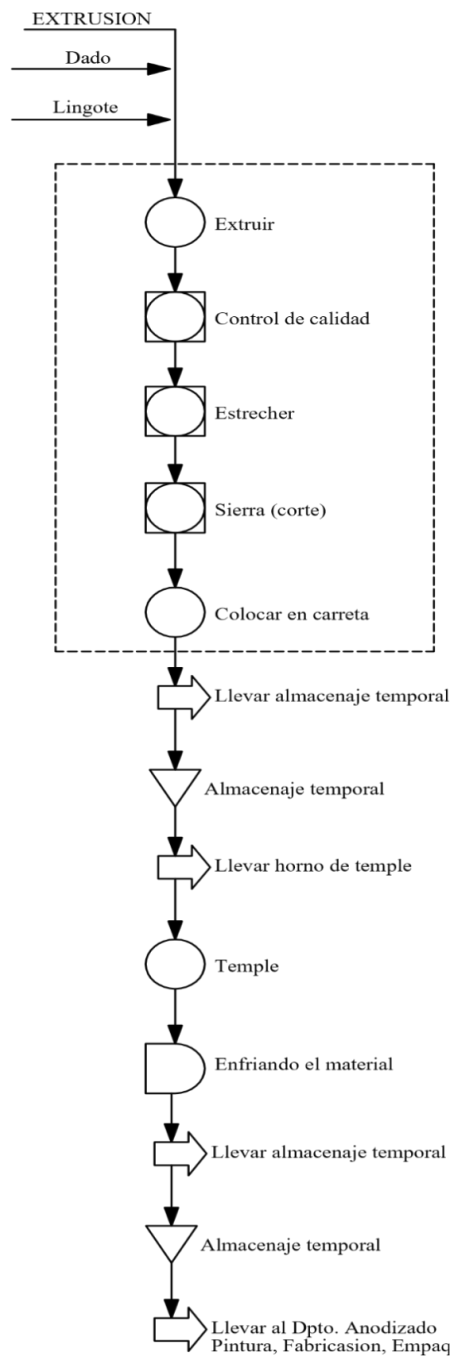 EXTRUSION
Dado
Lingote
Extruir
Control de calidad
Estrecher
Sierra (corte)
Colocar en carreta
Llevar almacenaje temporal
Almacenaje temporal
Llevar horno de temple
Temple
Enfriando el material
Llevar almacenaje temporal
Almacenaje temporal
Llevar al Dpto. Anodizado
Pintura, Fabricasion, Empaq